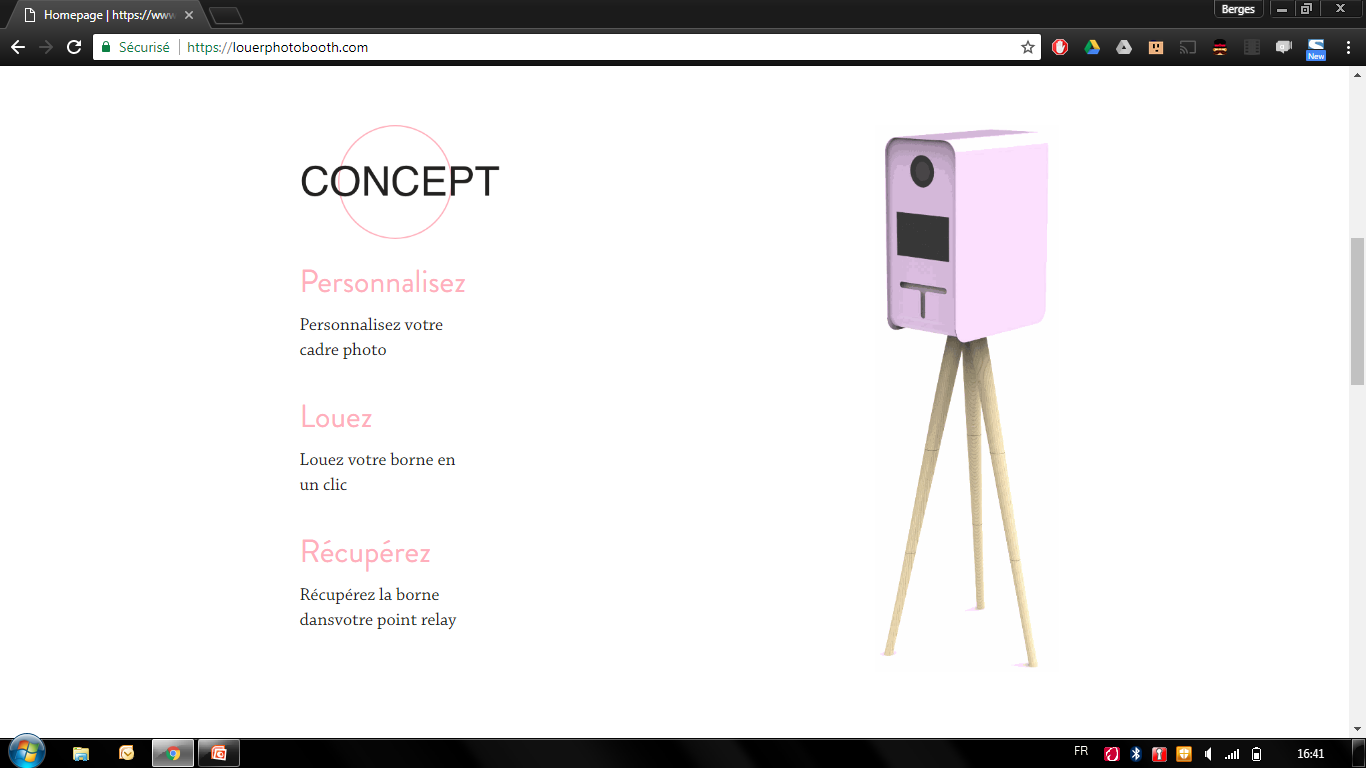 Homepage | https://www
Berges
Sécurisé
https://louerphotobooth.com
New
CONCEPT
Personnalisez
Personnalisez votre
cadre photo
Louez
Louez votre borne en
un clic
Récupérez
Récupérez la borne
dansvotre point relay
FR
16:41